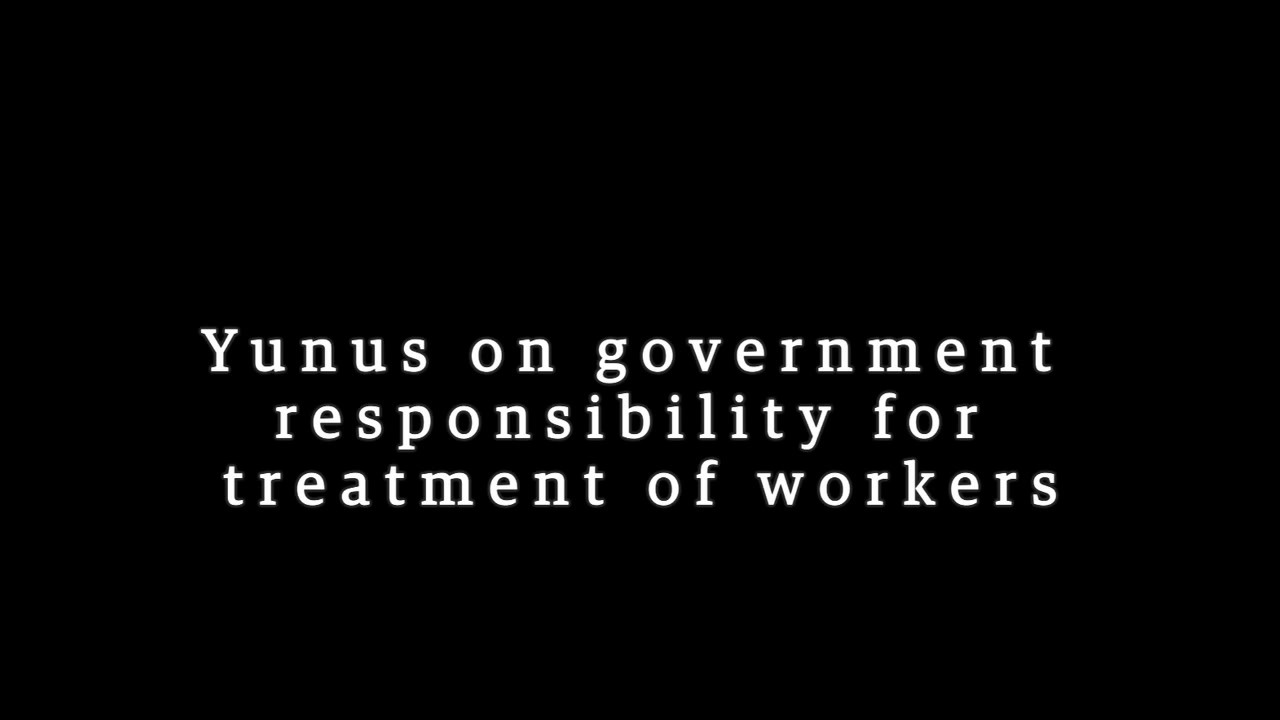 Yunus on government
responsibility for
treatment of workers